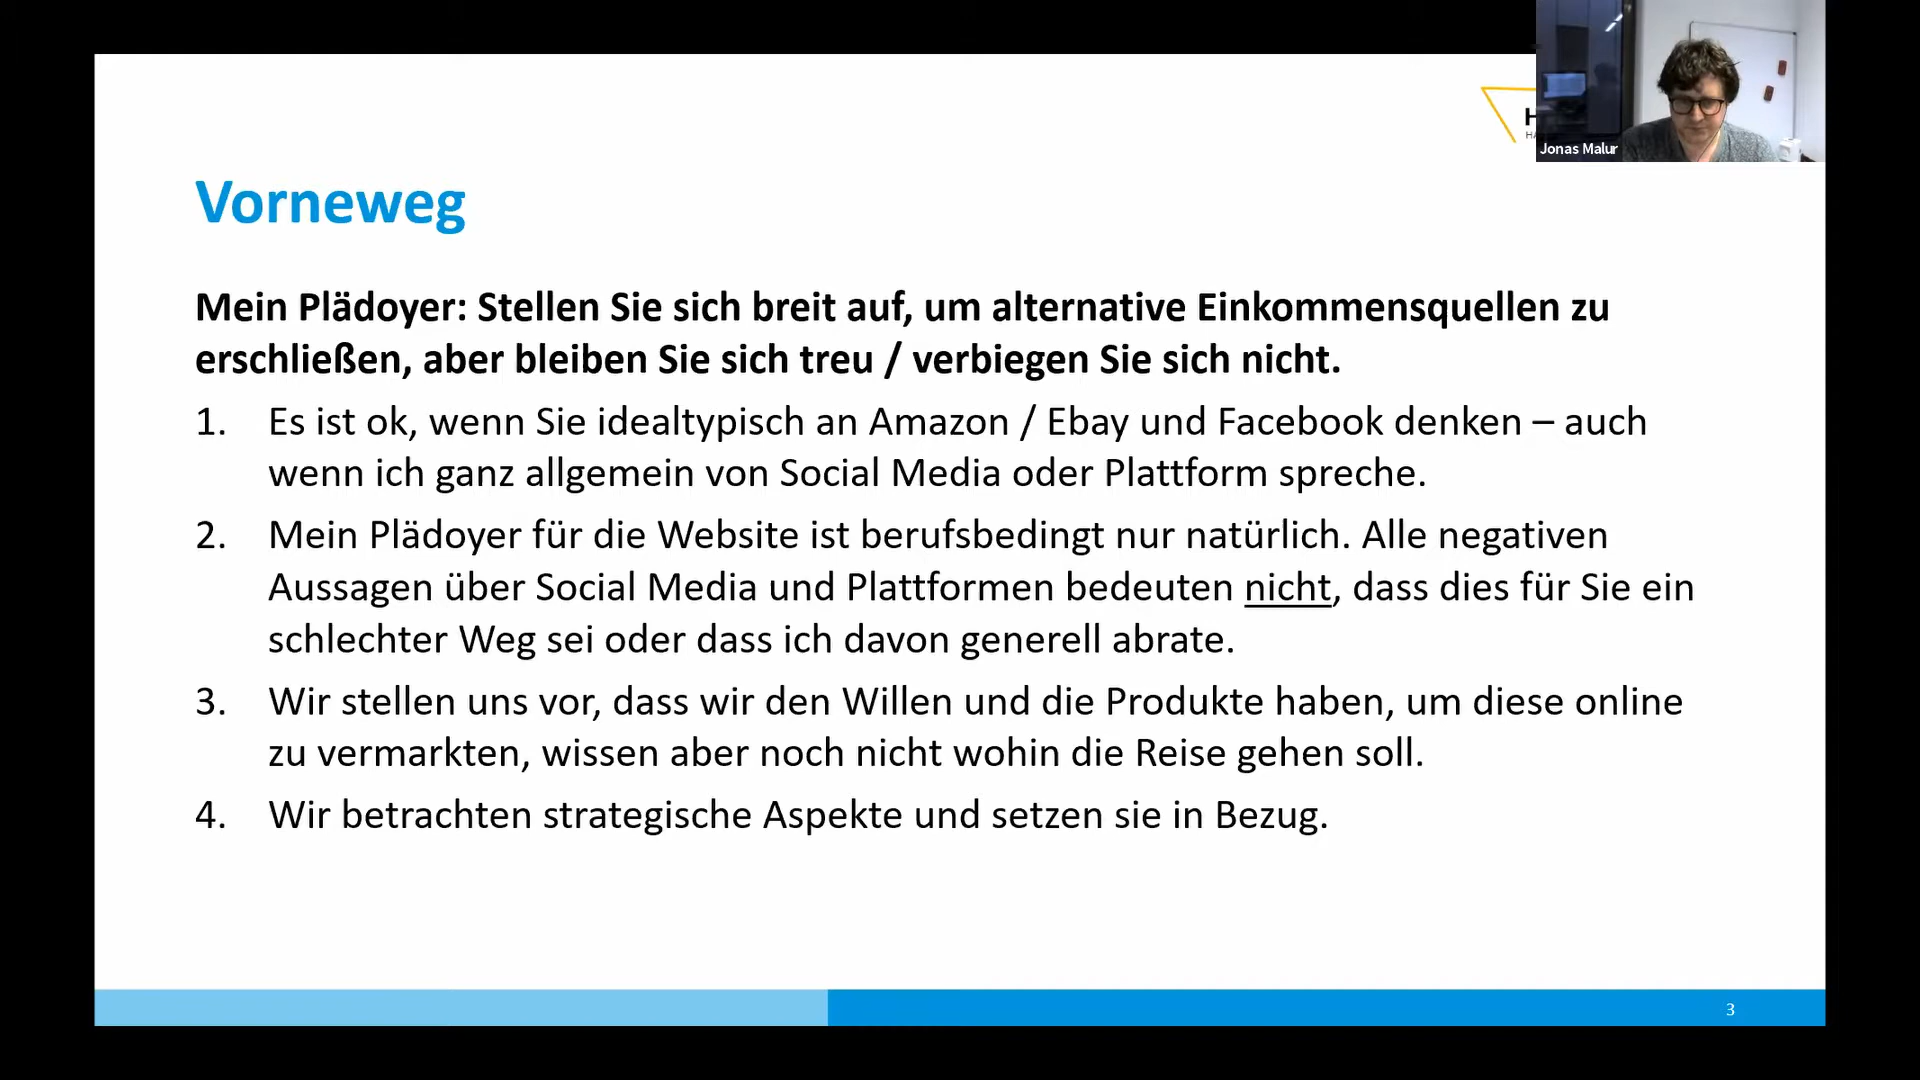 Jonas Malur
Vorneweg
Mein Plädoyer: Stellen Sie sich breit auf, um alternative Einkommensquellen zu
erschließen, aber bleiben Sie sich treu / verbiegen Sie sich nicht.
1. Es ist ok, wenn Sie idealtypisch an Amazon / Ebay und Facebook denken – auch
wenn ich ganz allgemein von Social Media oder Plattform spreche.
2. Mein Plädoyer für die Website ist berufsbedingt nur natürlich. Alle negativen
Aussagen über Social Media und Plattformen bedeuten nicht, dass dies für Sie ein
schlechter Weg sei oder dass ich davon generell abrate.
3. Wir stellen uns vor, dass wir den Willen und die Produkte haben, um diese online
zu vermarkten, wissen aber noch nicht wohin die Reise gehen soll.
4. Wir betrachten strategische Aspekte und setzen sie in Bezug.
3